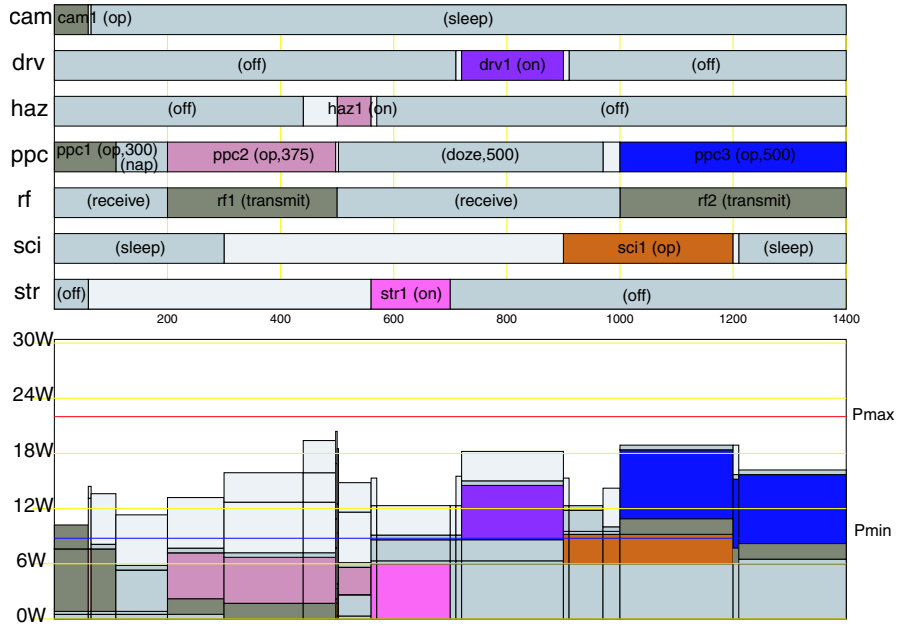 cam cam1 (op) (sleep)
drv (off) drv1 (on) (off)
haz (off) haz1 (on) (off)
ppc ppc1 (op,300) (nap) ppc2 (op,375) (doze,500) ppc3 (op,500)
rf (receive) rf1 (transmit) (receive) rf2 (transmit)
sci (sleep) sci1 (op) (sleep)
str (off) str1 (on) (off)
200 400 600 800 1000 1200 1400
30W
24W
Pmax
18W
12W
Pmin
6W
0W